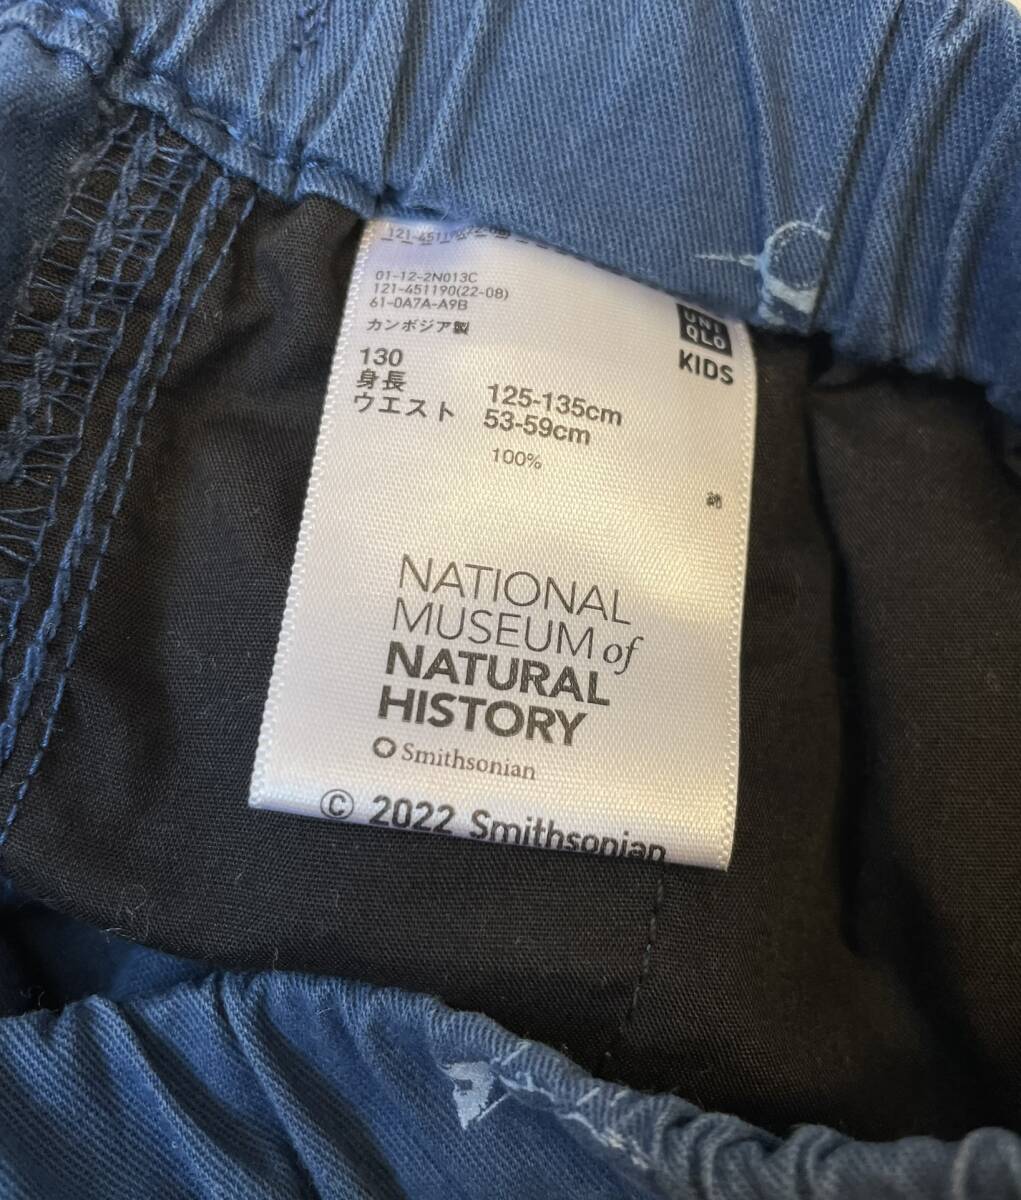 01-12-2N013C
121-451190(22-08)
61-0A7A-A9B
カンボジア製
UNI
QLO
KIDS
130
身長 125-135cm
ウエスト 53-59cm
100% 綿
NATIONAL
MUSEUM of
NATURAL
HISTORY
Smithsonian
© 2022 Smithsonian